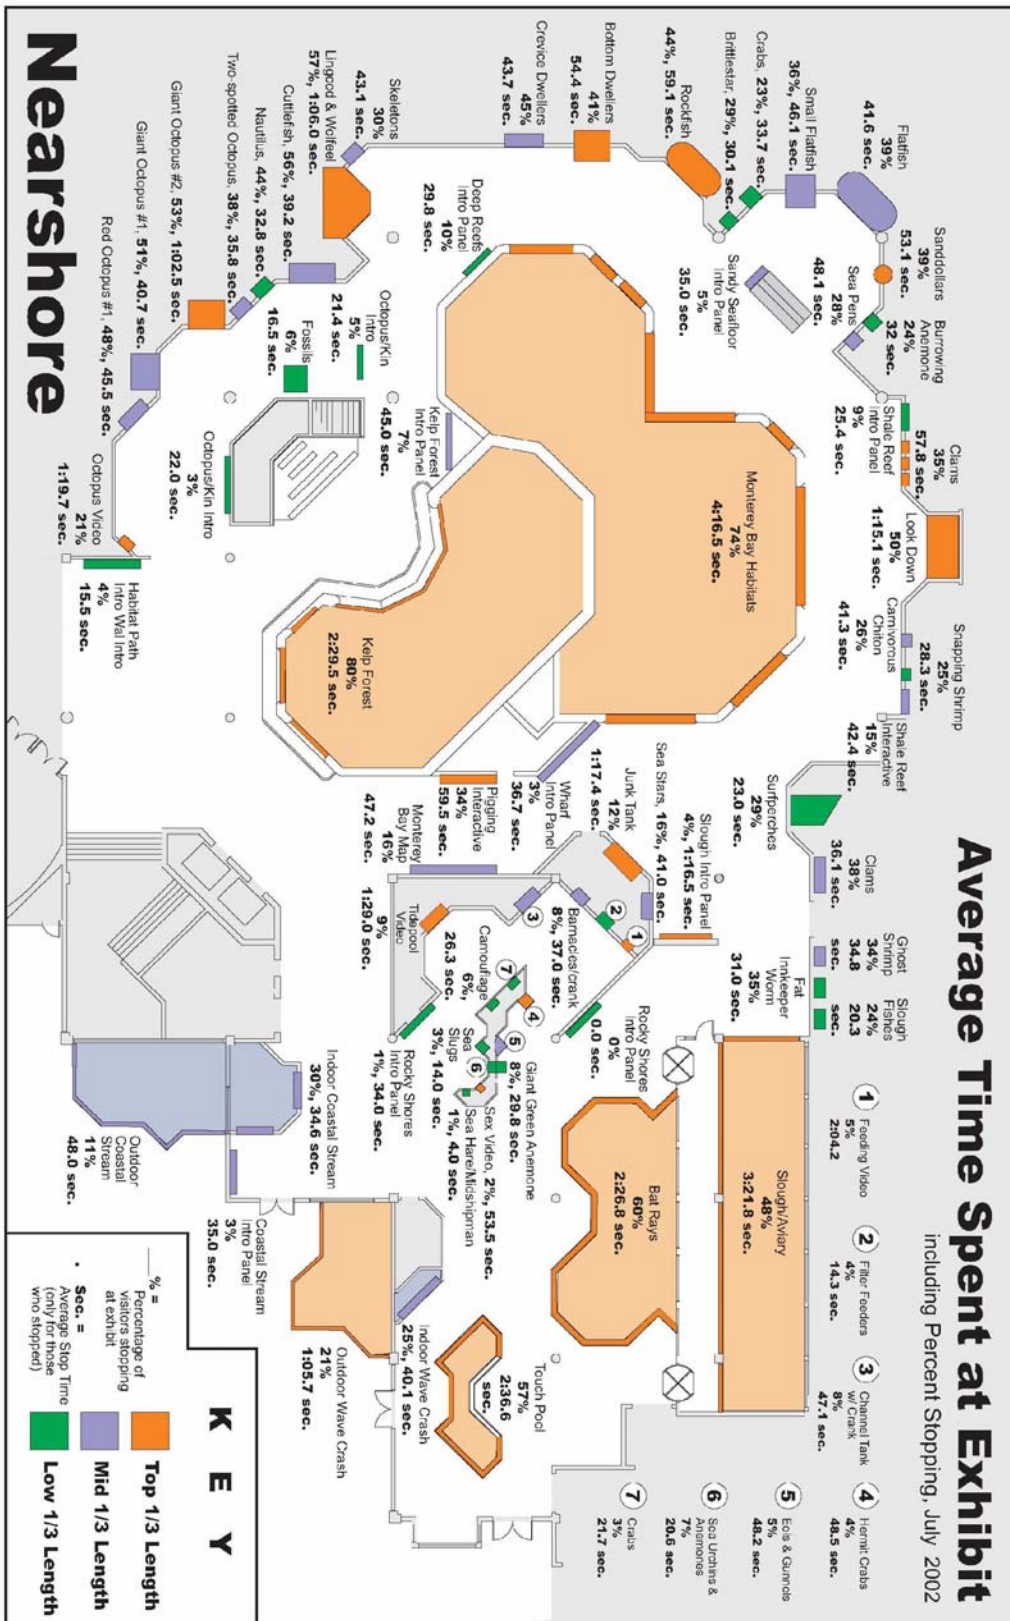 Nearshore
Average Time Spent at Exhibit
including Percent Stopping, July 2002
Flatfish
39%
41.6 sec.
Small Flatfish
36%, 46.1 sec.
Crabs, 23%, 33.7 sec.
Brittlestar, 29%, 30.1 sec.
Rockfish
44%, 59.1 sec.
Bottom Dwellers
41%
54.4 sec.
Crevice Dwellers
45%
43.7 sec.
Skeletons
30%
43.1 sec.
Lingcod & Wolfeel
57%, 1:06.0 sec.
Cuttlefish, 56%, 39.2 sec.
Nautilus, 44%, 32.8 sec.
Two-spotted Octopus, 38%, 35.8 sec.
Giant Octopus #2, 53%, 1:02.5 sec.
Giant Octopus #1, 51%, 40.7 sec.
Red Octopus #1, 48%, 45.5 sec.
Octopus Video
21%
1:19.7 sec.
Habitat Path
Intro Wal Intro
4%
15.5 sec.
Octopus/Kin Intro
3%
22.0 sec.
Fossils
6%
16.5 sec.
Octopus/Kin
Intro
5%
21.4 sec.
Deep Reefs
Intro Panel
10%
29.8 sec.
Kelp Forest
Intro Panel
7%
45.0 sec.
Sandy Seafloor
Intro Panel
5%
35.0 sec.
Sanddollars
39%
53.1 sec.
Sea Pens
28%
48.1 sec.
Burrowing
Anemone
24%
32 sec.
Shale Reef
Intro Panel
9%
25.4 sec.
Clams
35%
57.8 sec.
Look Down
50%
1:15.1 sec.
Carnivorous
Chiton
26%
41.3 sec.
Snapping Shrimp
25%
28.3 sec.
Shale Reef
Interactive
15%
42.4 sec.
Surfperches
29%
23.0 sec.
Clams
38%
36.1 sec.
Ghost
Shrimp
34%
34.8
sec.
Fat
Innkeeper
Worm
35%
31.0 sec.
Slough
Fishes
24%
20.3
sec.
Monterey Bay Habitats
74%
4:16.5 sec.
Kelp Forest
80%
2:29.5 sec.
Wharf
Intro Panel
3%
36.7 sec.
Pigging
Interactive
34%
59.5 sec.
Monterey
Bay Map
16%
47.2 sec.
Junk Tank
12%
1:17.4 sec.
Sea Stars, 16%, 41.0 sec.
Slough Intro Panel
4%, 1:16.5 sec.
Barnacles/crank
8%, 37.0 sec.
Tidepool
Video
9%
1:29.0 sec.
Camouflage
6%,
26.3 sec.
Rocky Shores
Intro Panel
0%
0.0 sec.
Giant Green Anemone
8%, 29.8 sec.
Sea
Slugs
3%, 14.0 sec.
Sex Video, 2%, 53.5 sec.
Sea Hare/Midshipman
1%, 4.0 sec.
Rocky Shores
Intro Panel
1%, 34.0 sec.
Slough/Aviary
48%
3:21.8 sec.
Bat Rays
60%
2:26.8 sec.
Touch Pool
57%
2:36.6
sec.
Indoor Wave Crash
25%, 40.1 sec.
Outdoor Wave Crash
21%
1:05.7 sec.
Coastal Stream
Intro Panel
3%
35.0 sec.
Indoor Coastal Stream
30%, 34.6 sec.
Outdoor
Coastal
Stream
11%
48.0 sec.
1 2 3 4 5 6 7
1 Feeding Video
5%
2:04.2
2 Filter Feeders
4%
14.3 sec.
3 Channel Tank
w/ Crank
8%
47.1 sec.
4 Hermit Crabs
4%
48.5 sec.
5 Eels & Gunnols
5%
48.2 sec.
6 Sea Urchins &
Anemones
7%
20.6 sec.
7 Crabs
3%
21.7 sec.
KEY
% =
Percentage of
visitors stopping
at exhibit
. Sec. =
Average Stop Time
(only for those
who stopped)
Top 1/3 Length
Mid 1/3 Length
Low 1/3 Length